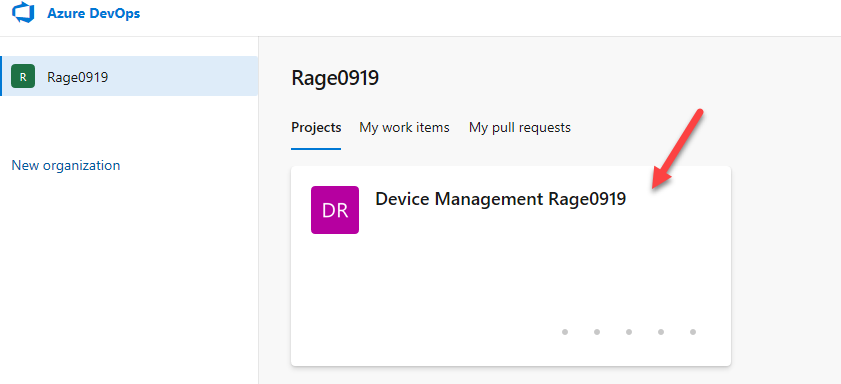 Azure DevOps
R Rage0919
New organization
Rage0919
Projects My work items My pull requests
DR Device Management Rage0919